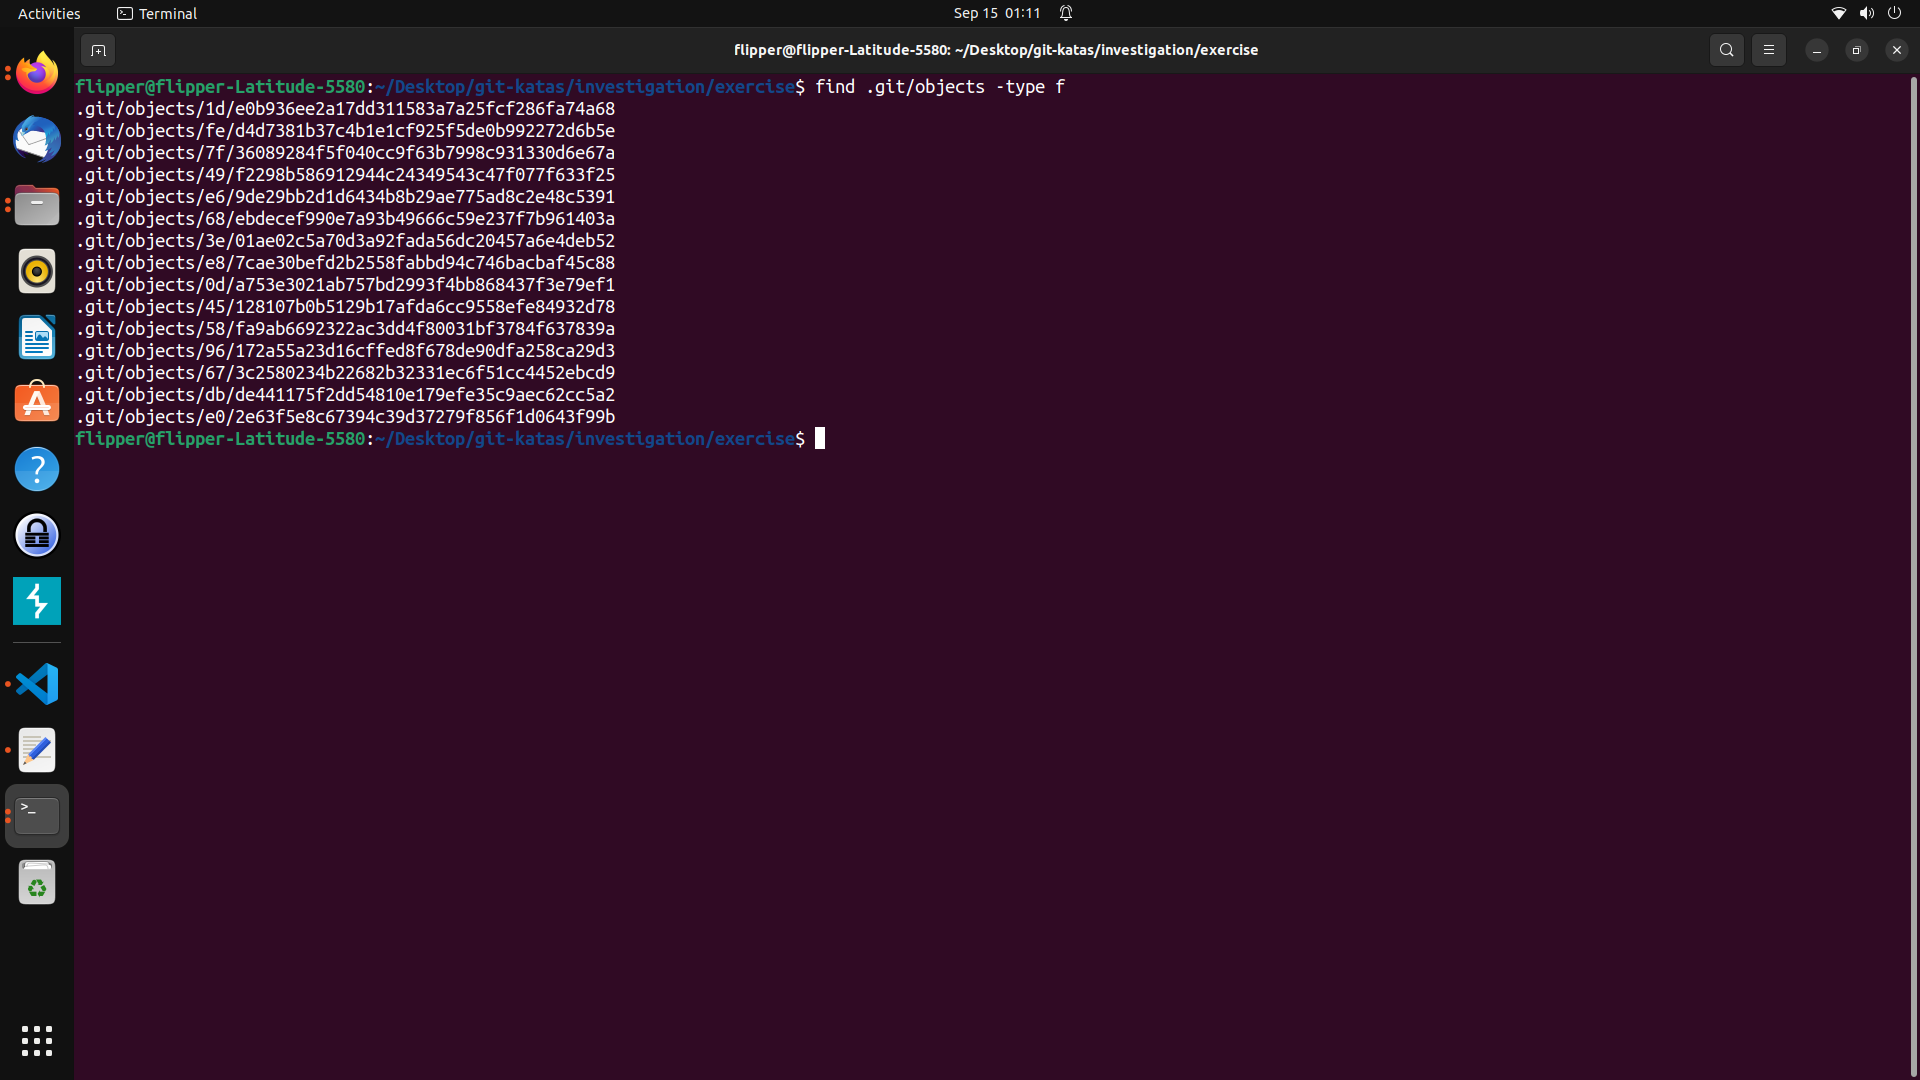 Activities
Terminal
Sep 15 01:11
flipper@flipper-Latitude-5580: ~/Desktop/git-katas/investigation/exercise
flipper@flipper-Latitude-5580:~/Desktop/git-katas/investigation/exercise$ find .git/objects -type f
.git/objects/1d/e0b936ee2a17dd311583a7a25fcf286fa74a68
.git/objects/fe/d4d7381b37c4b1e1cf925f5de0b992272d6b5e
.git/objects/7f/36089284f5f040cc9f63b7998c931330d6e67a
.git/objects/49/f2298b586912944c24349543c47f077f633f25
.git/objects/e6/9de29bb2d1d6434b8b29ae775ad8c2e48c5391
.git/objects/68/ebdecef990e7a93b49666c59e237f7b961403a
.git/objects/3e/01ae02c5a70d3a92fada56dc20457a6e4deb52
.git/objects/e8/7cae30befd2b2558fabbd94c746bacbaf45c88
.git/objects/0d/a753e3021ab757bd2993f4bb868437f3e79ef1
.git/objects/45/128107b0b5129b17afda6cc9558efe84932d78
.git/objects/58/fa9ab6692322ac3dd4f80031bf3784f637839a
.git/objects/96/172a55a23d16cffed8f678de90dfa258ca29d3
.git/objects/67/3c2580234b22682b32331ec6f51cc4452ebcd9
.git/objects/db/de441175f2dd54810e179efe35c9aec62cc5a2
.git/objects/e0/2e63f5e8c67394c39d37279f856f1d0643f99b
flipper@flipper-Latitude-5580:~/Desktop/git-katas/investigation/exercise$